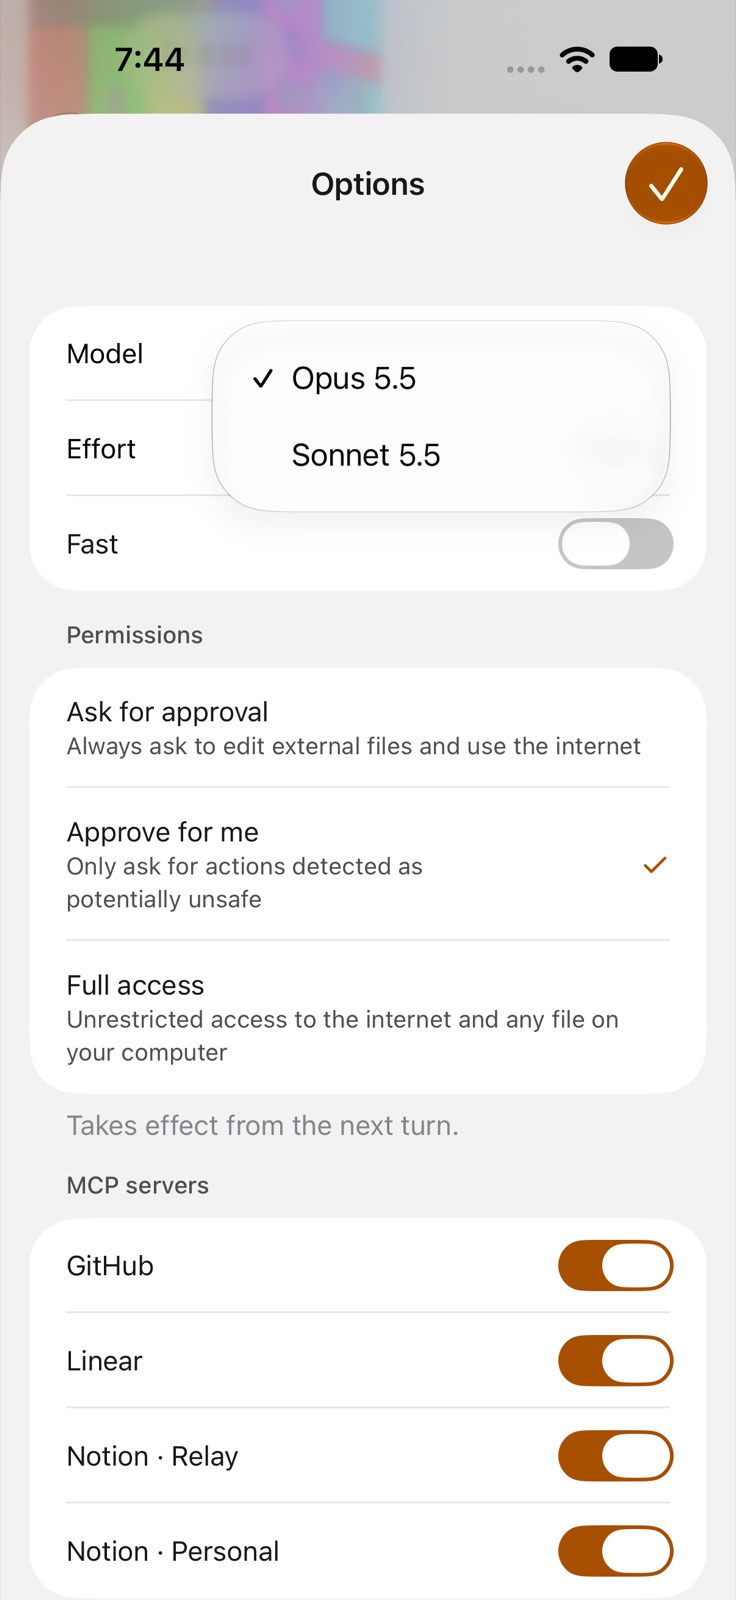 7:44
Options
Model
Opus 5.5
Sonnet 5.5
Effort
Fast
Permissions
Ask for approval
Always ask to edit external files and use the internet
Approve for me
Only ask for actions detected as
potentially unsafe
Full access
Unrestricted access to the internet and any file on
your computer
Takes effect from the next turn.
MCP servers
GitHub
Linear
Notion · Relay
Notion · Personal